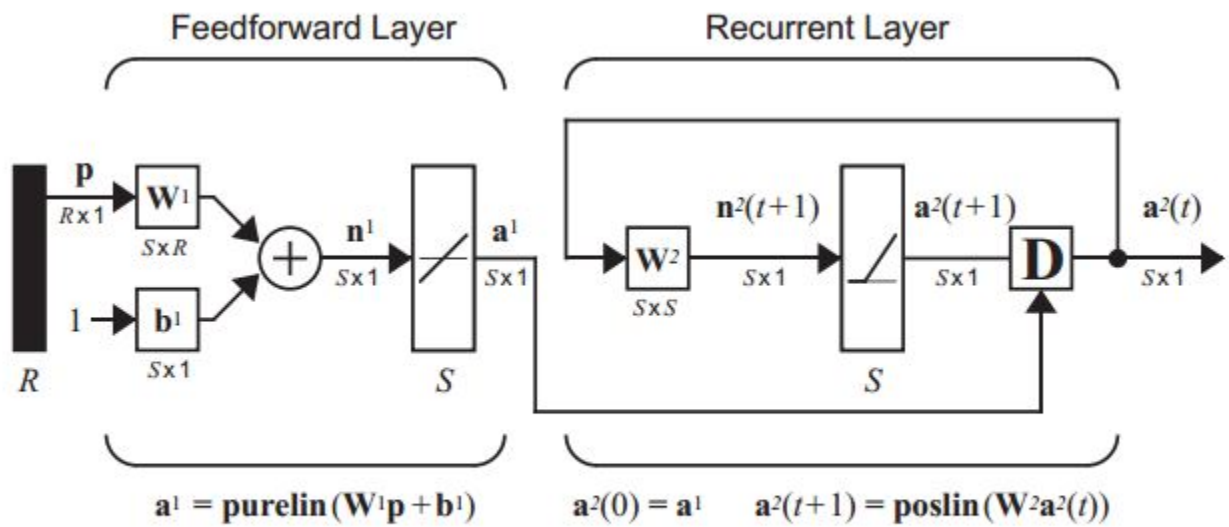 Feedforward Layer Recurrent Layer
p W¹ n¹ a¹ n²(t+1) a²(t+1) a²(t)
R x 1 S x R S x 1 S x 1 W² S x 1 S x 1 D S x 1
S x S
1 b¹
S x 1
R S S
a¹ = purelin(W¹p + b¹) a²(0) = a¹ a²(t+1) = poslin(W²a²(t))